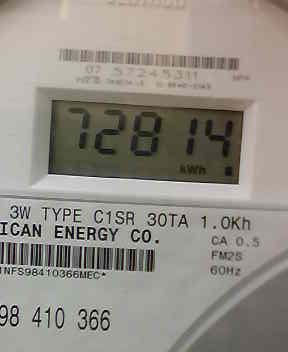 07 57245311
72814
kWh
3W TYPE C1SR 30TA 1.0Kh
ICAN ENERGY CO.
CA 0.5
FM2S
60Hz
1NFS98410366MEC*
98 410 366